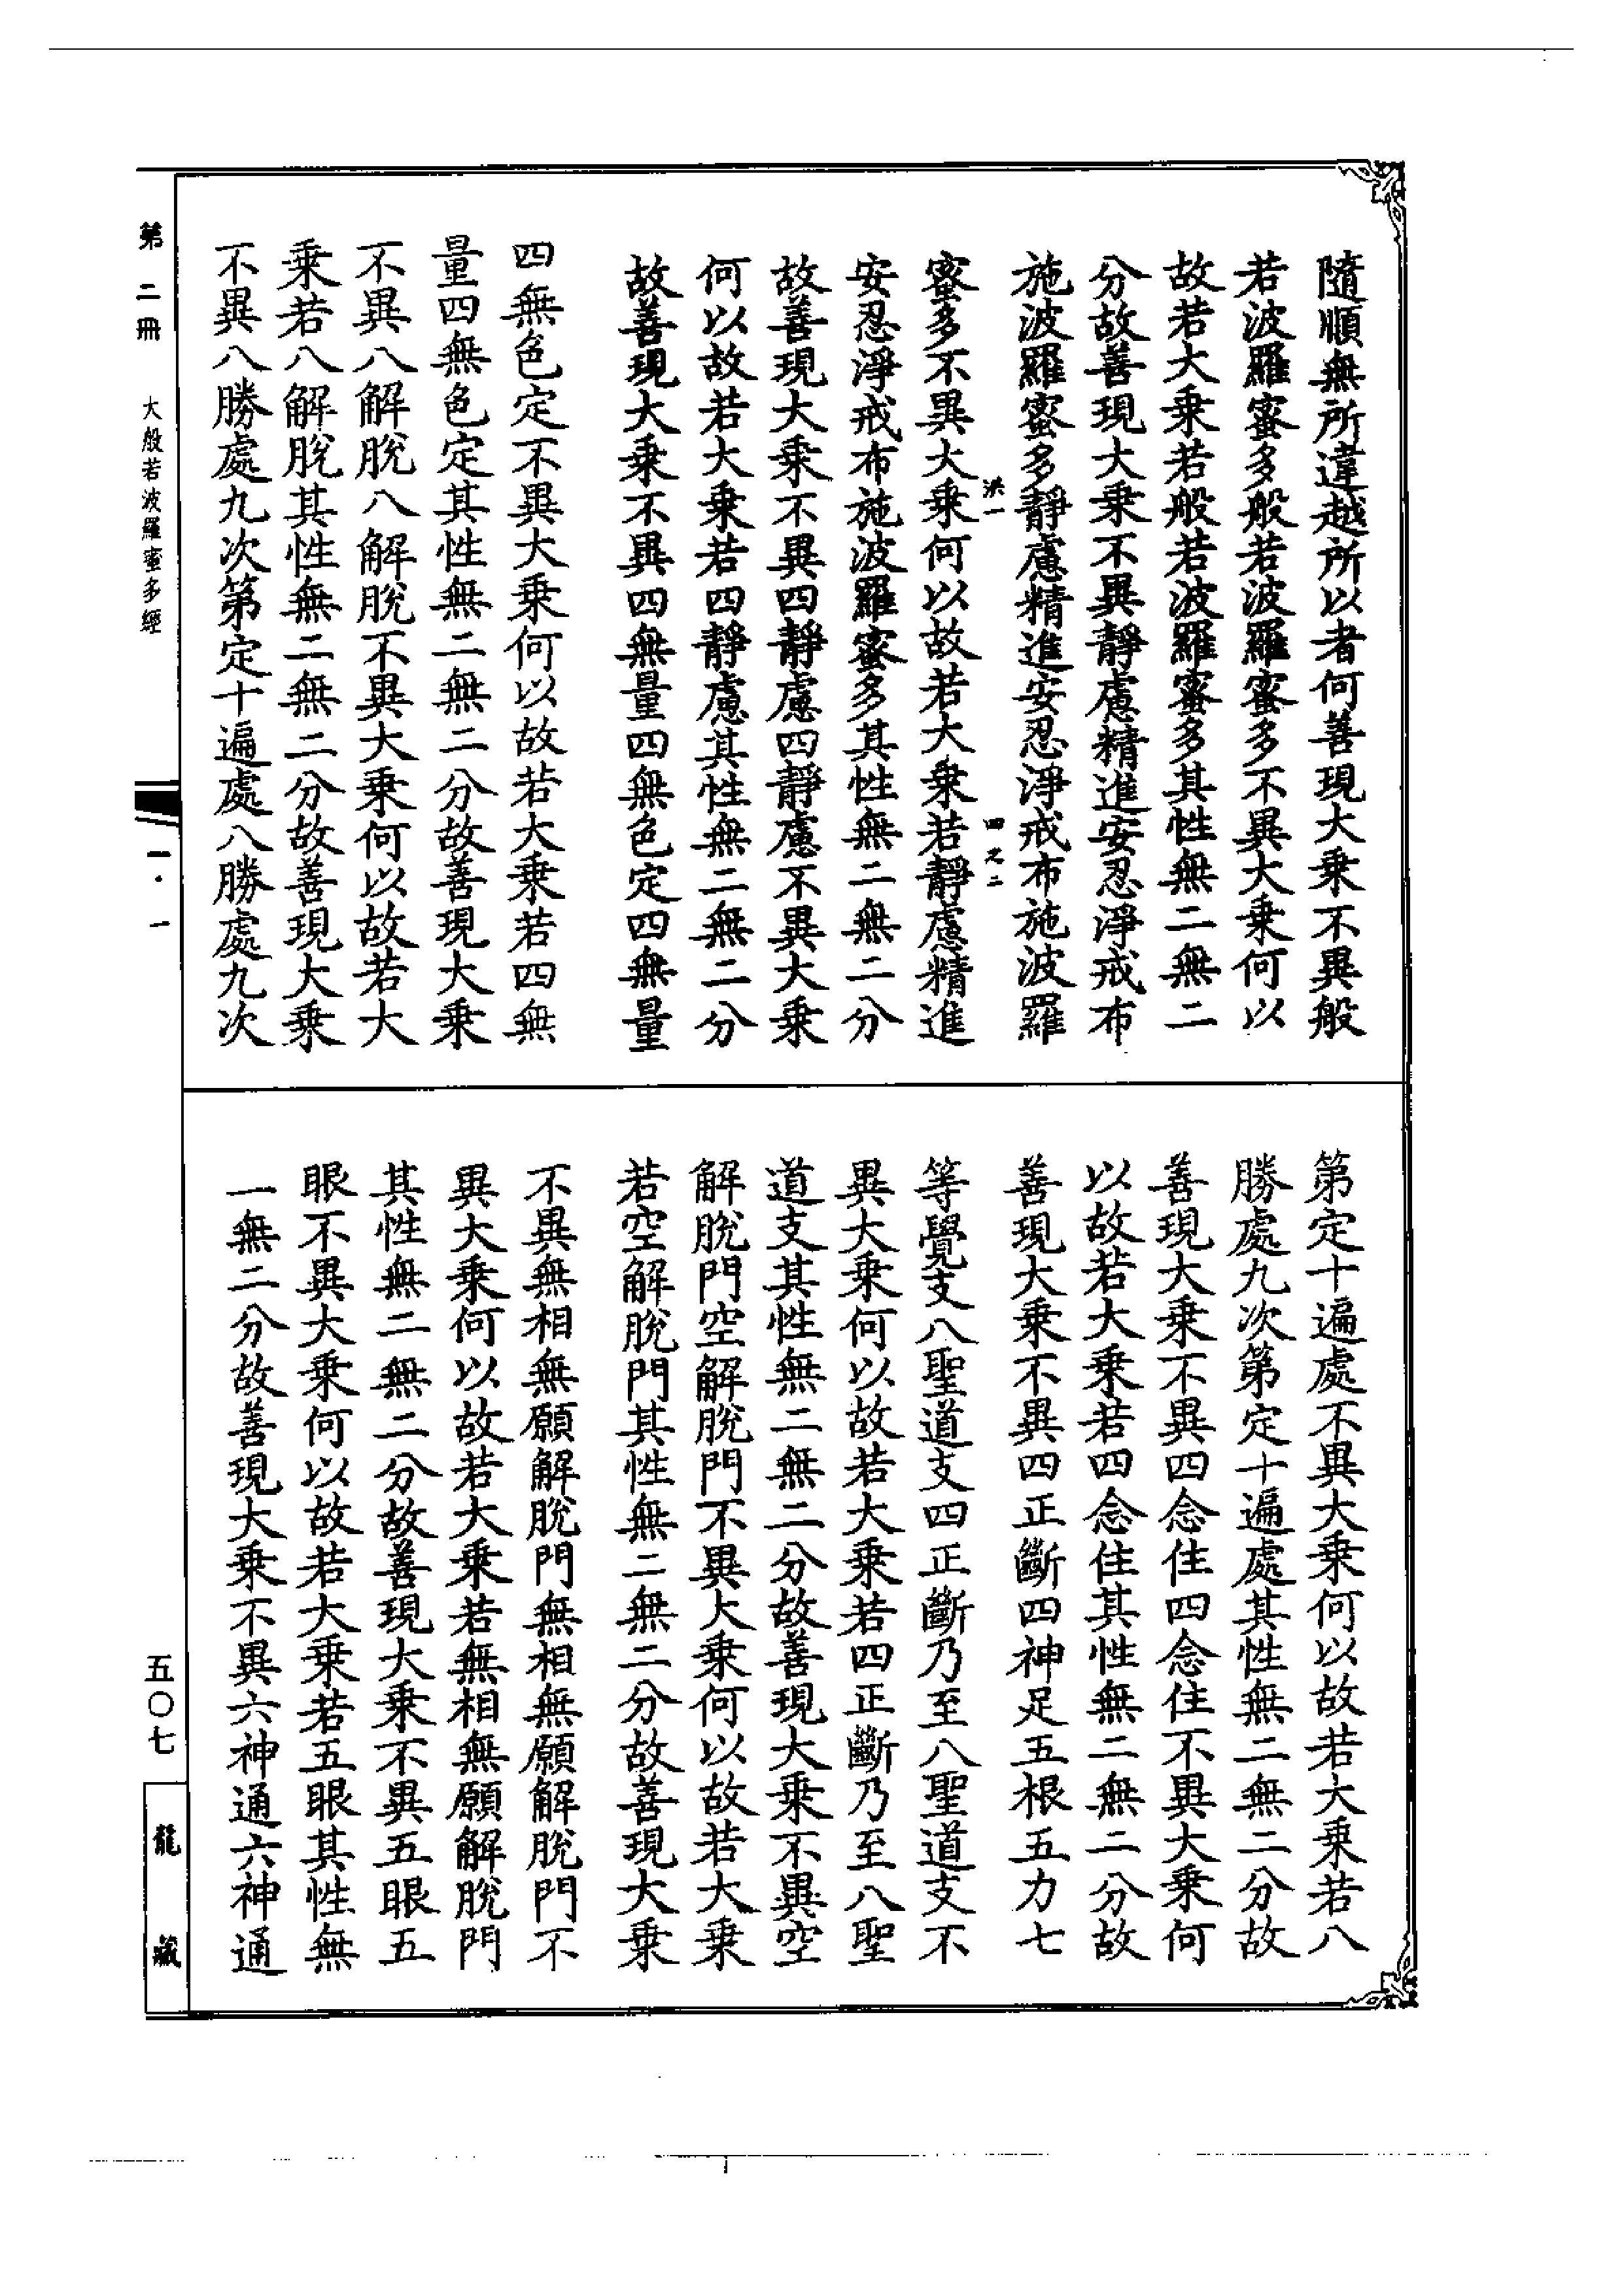 隨順無所違越所以者何善現大乘不異般
若波羅蜜多般若波羅蜜多不異大乘何以
故若大乘若般若波羅蜜多其性無二無二
分故善現大乘不異靜慮精進安忍淨戒布
施波羅蜜多靜慮精進安忍淨戒布施波羅
洪一
四之二
蜜多不異大乘何以故若大乘若靜慮精進
安忍淨戒布施波羅蜜多其性無二無二分
故善現大乘不異四靜慮四靜慮不異大乘
何以故若大乘若四靜慮其性無二無二分
故善現大乘不異四無量四無色定四無量
四無色定不異大乘何以故若大乘若四無
量四無色定其性無二無二分故善現大乘
不異八解脫八解脫不異大乘何以故若大
乘若八解脫其性無二無二分故善現大乘
不異八勝處九次第定十遍處八勝處九次
第定十遍處不異大乘何以故若大乘若八
勝處九次第定十遍處其性無二無二分故
善現大乘不異四念住四念住不異大乘何
以故若大乘若四念住其性無二無二分故
善現大乘不異四正斷四神足五根五力七
等覺支八聖道支四正斷乃至八聖道支不
異大乘何以故若大乘若四正斷乃至八聖
道支其性無二無二分故善現大乘不異空
解脫門空解脫門不異大乘何以故若大乘
若空解脫門其性無二無二分故善現大乘
不異無相無願解脫門無相無願解脫門不
異大乘何以故若大乘若無相無願解脫門
其性無二無二分故善現大乘不異五眼五
眼不異大乘何以故若大乘若五眼其性無
二無二分故善現大乘不異六神通六神通
第二冊
大般若波羅蜜多經
一·一
五〇七
龍藏